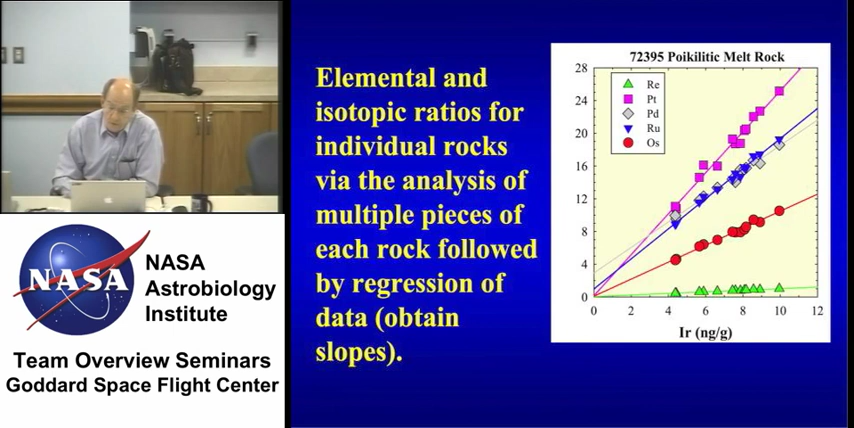 NASA
NASA
Astrobiology
Institute
Team Overview Seminars
Goddard Space Flight Center
Elemental and
isotopic ratios for
individual rocks
via the analysis of
multiple pieces of
each rock followed
by regression of
data (obtain
slopes).
72395 Poikilitic Melt Rock
28
24
20
16
12
8
4
0
Re
Pt
Pd
Ru
Os
0 2 4 6 8 10 12
Ir (ng/g)